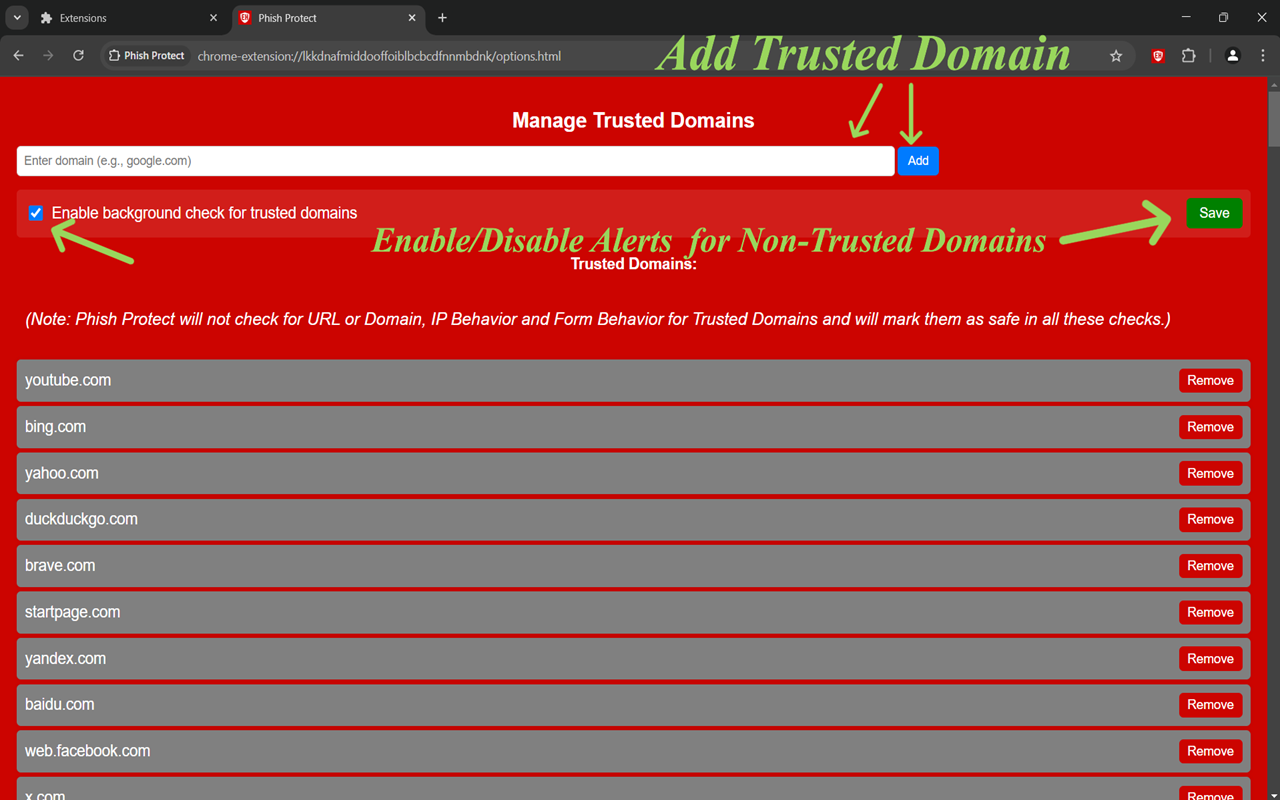 Extensions
Phish Protect
Phish Protect
chrome-extension://lkkdnafmiddooffoiblbcbcdfnnmbdnk/options.html
Add Trusted Domain
Manage Trusted Domains
Enter domain (e.g., google.com)
Add
Enable background check for trusted domains
Save
Enable/Disable Alerts for Non-Trusted Domains
Trusted Domains:
(Note: Phish Protect will not check for URL or Domain, IP Behavior and Form Behavior for Trusted Domains and will mark them as safe in all these checks.)
youtube.com Remove
bing.com Remove
yahoo.com Remove
duckduckgo.com Remove
brave.com Remove
startpage.com Remove
yandex.com Remove
baidu.com Remove
web.facebook.com Remove
x.com Remove